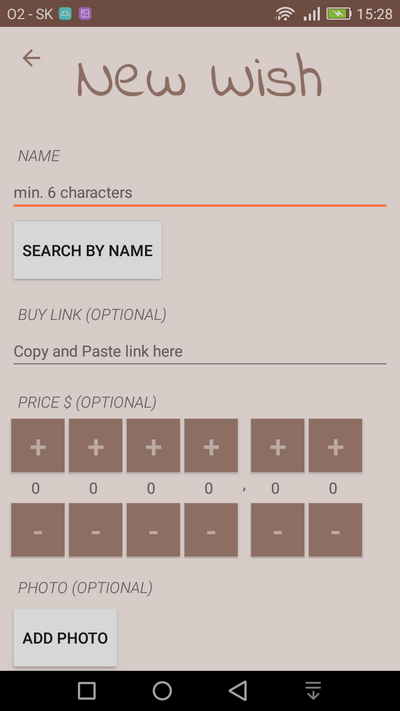 O2 - SK 15:28
New Wish
NAME
min. 6 characters
SEARCH BY NAME
BUY LINK (OPTIONAL)
Copy and Paste link here
PRICE $ (OPTIONAL)
+ + + + + +
0 0 0 0 , 0 0
- - - - - -
PHOTO (OPTIONAL)
ADD PHOTO